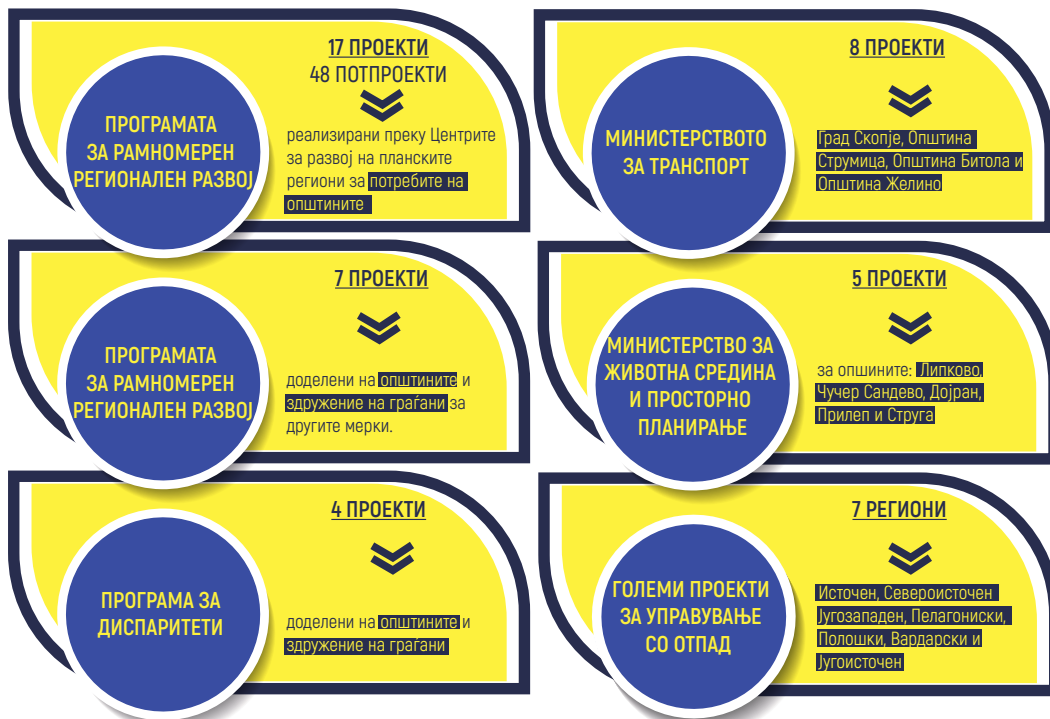 ПРОГРАМАТА
ЗА РАМНОМЕРЕН
РЕГИОНАЛЕН РАЗВОЈ
17 ПРОЕКТИ
48 ПОТПРОЕКТИ
реализирани преку Центрите
за развој на планските
региони за потребите на
општините
МИНИСТЕРСТВОТО
ЗА ТРАНСПОРТ
8 ПРОЕКТИ
Град Скопје, Општина
Струмица, Општина Битола и
Општина Желино
ПРОГРАМАТА
ЗА РАМНОМЕРЕН
РЕГИОНАЛЕН РАЗВОЈ
7 ПРОЕКТИ
доделени на општините и
здружение на граѓани за
другите мерки.
МИНИСТЕРСТВО ЗА
ЖИВОТНА СРЕДИНА
И ПРОСТОРНО
ПЛАНИРАЊЕ
5 ПРОЕКТИ
за опшините: Липково,
Чучер Сандево, Дојран,
Прилеп и Струга
ПРОГРАМА ЗА
ДИСПАРИТЕТИ
4 ПРОЕКТИ
доделени на општините и
здружение на граѓани
ГОЛЕМИ ПРОЕКТИ
ЗА УПРАВУВАЊЕ
СО ОТПАД
7 РЕГИОНИ
Источен, Североисточен
Југозападен, Пелагониски,
Полошки, Вардарски и
Југоисточен